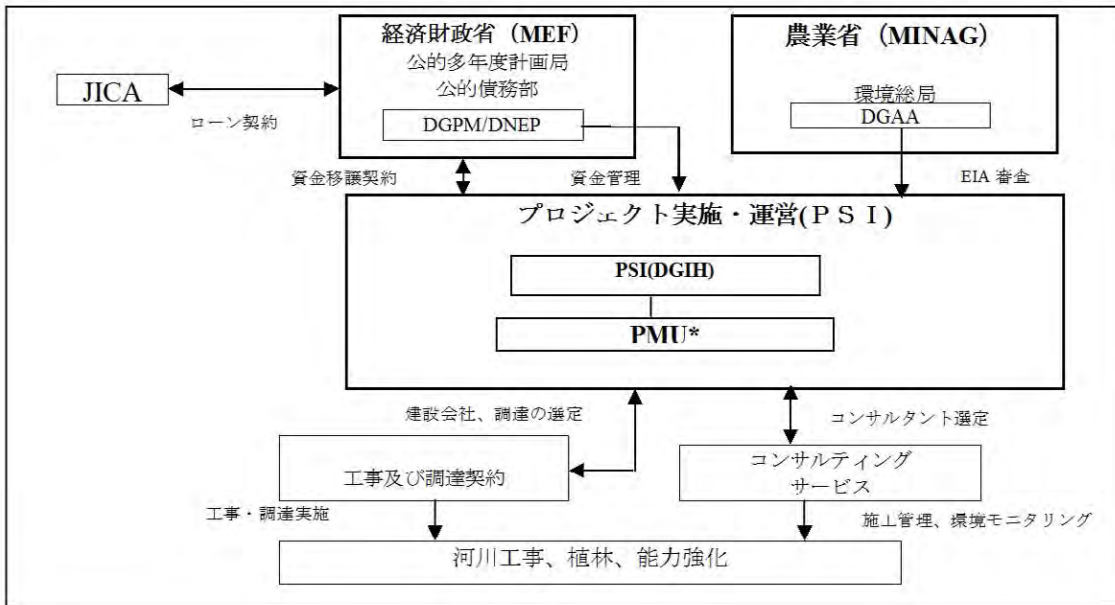 経済財政省（MEF）
公的多年度計画局
公的債務部
DGPM/DNEP
農業省（MINAG）
環境総局
DGAA
JICA
ローン契約
資金移譲契約
資金管理
EIA 審査
プロジェクト実施・運営(ＰＳＩ)
PSI(DGIH)
PMU*
建設会社、調達の選定
コンサルタント選定
工事及び調達契約
コンサルティング
サービス
工事・調達実施
施工管理、環境モニタリング
河川工事、植林、能力強化